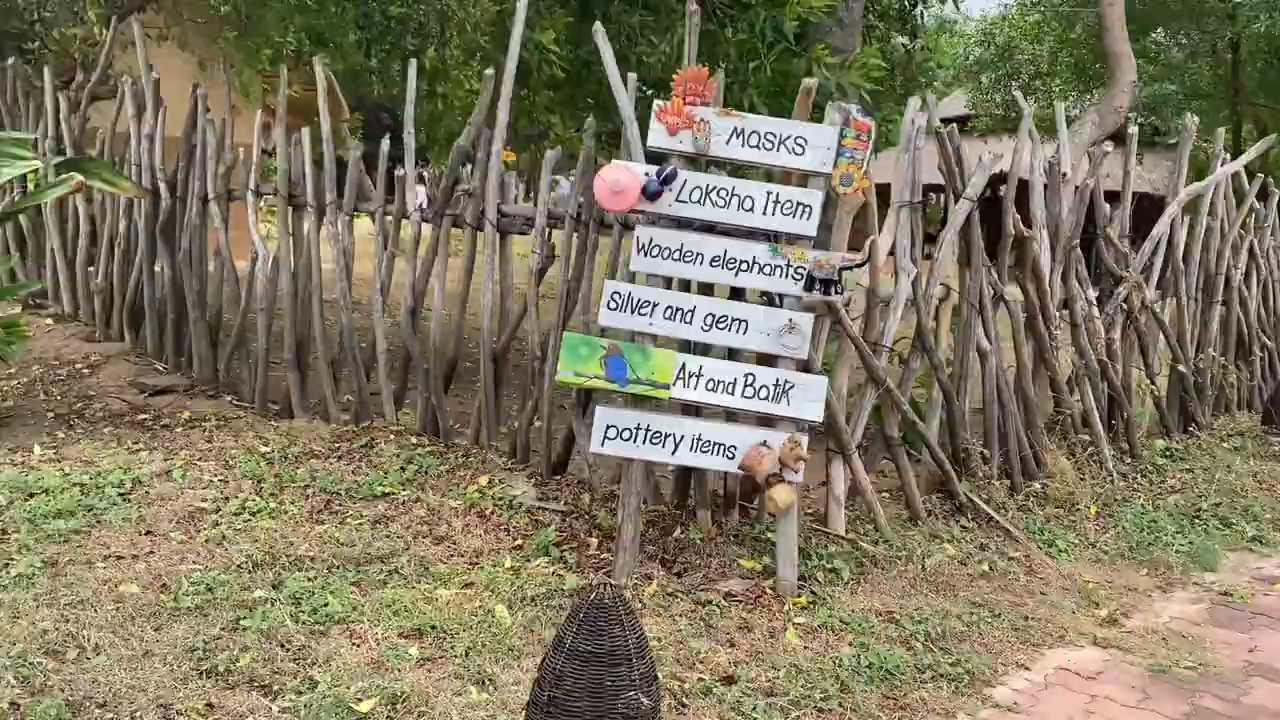 MASKS
LAKSHA ITEM
Wooden elephants
Silver and gem
Art and Batik
pottery items